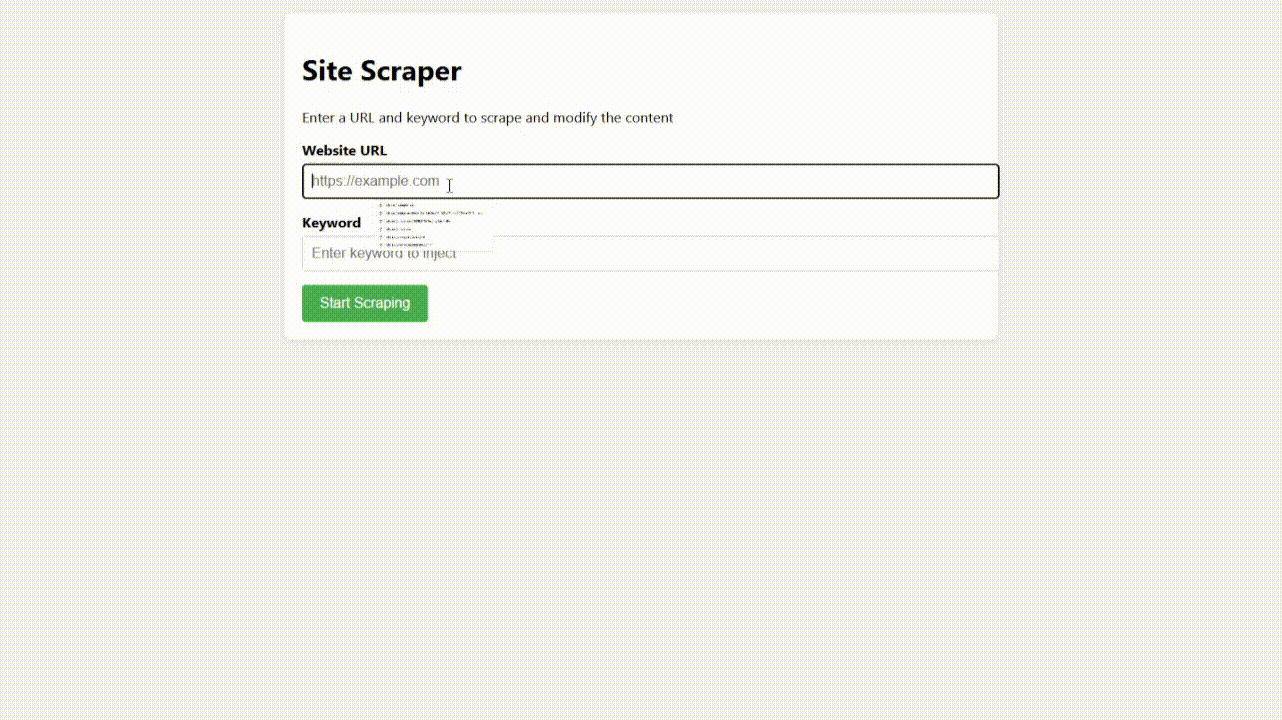 Site Scraper
Enter a URL and keyword to scrape and modify the content
Website URL
https://example.com
Keyword
Enter keyword to inject
Start Scraping